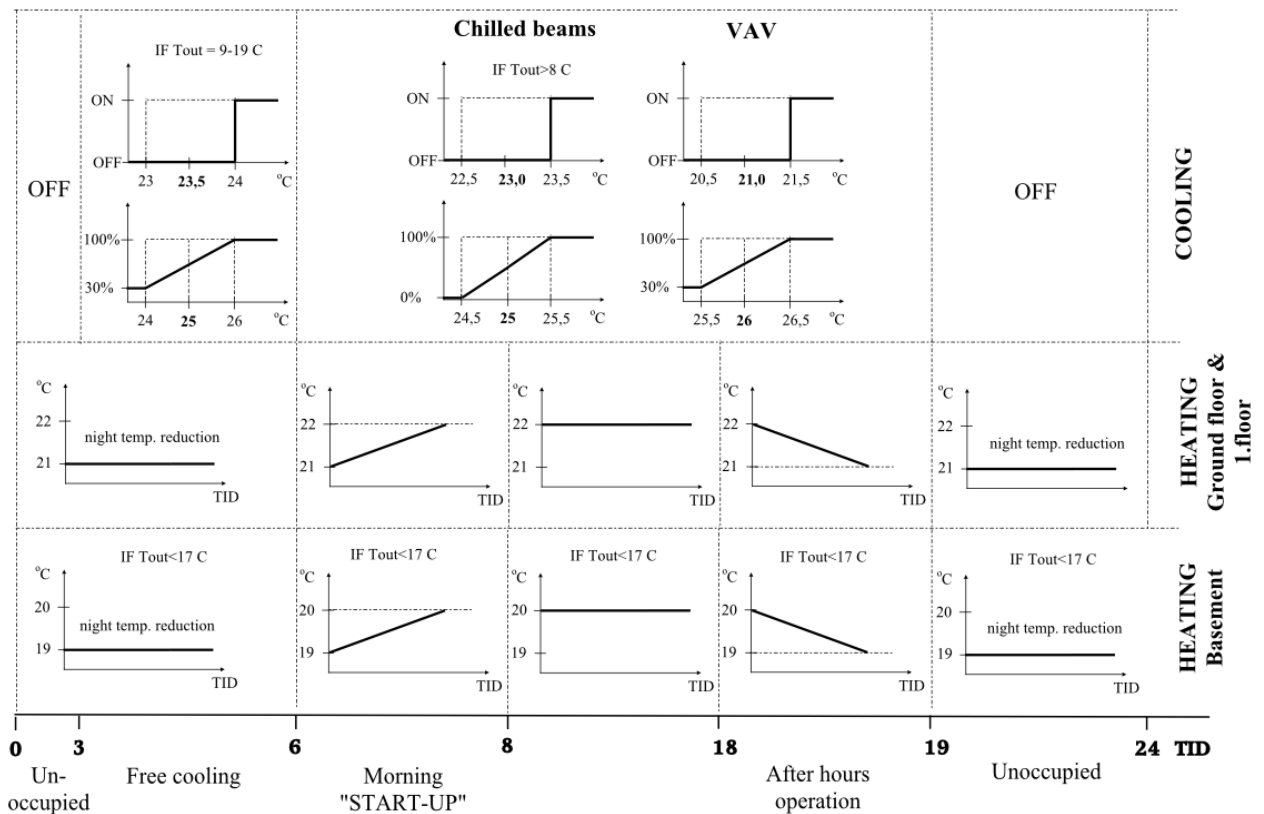 Chilled beams VAV
IF Tout = 9-19 C
IF Tout>8 C
ON
OFF
23 23,5 24 °C
ON
OFF
22,5 23,0 23,5 °C
ON
OFF
20,5 21,0 21,5 °C
OFF
OFF
COOLING
100%
30%
24 25 26 °C
100%
0%
24,5 25 25,5 °C
100%
30%
25,5 26 26,5 °C
°C
22
night temp. reduction
21
TID
°C
22
21
TID
°C
22
21
TID
°C
22
21
TID
°C
22
night temp. reduction
21
TID
HEATING
Ground floor &
1.floor
IF Tout<17 C
°C
20
night temp. reduction
19
TID
IF Tout<17 C
°C
20
19
TID
IF Tout<17 C
°C
20
19
TID
IF Tout<17 C
°C
20
19
TID
IF Tout<17 C
°C
20
night temp. reduction
19
TID
HEATING
Basement
0 3 6 8 18 19 24 TID
Un-
occupied
Free cooling
Morning
"START-UP"
After hours
operation
Unoccupied